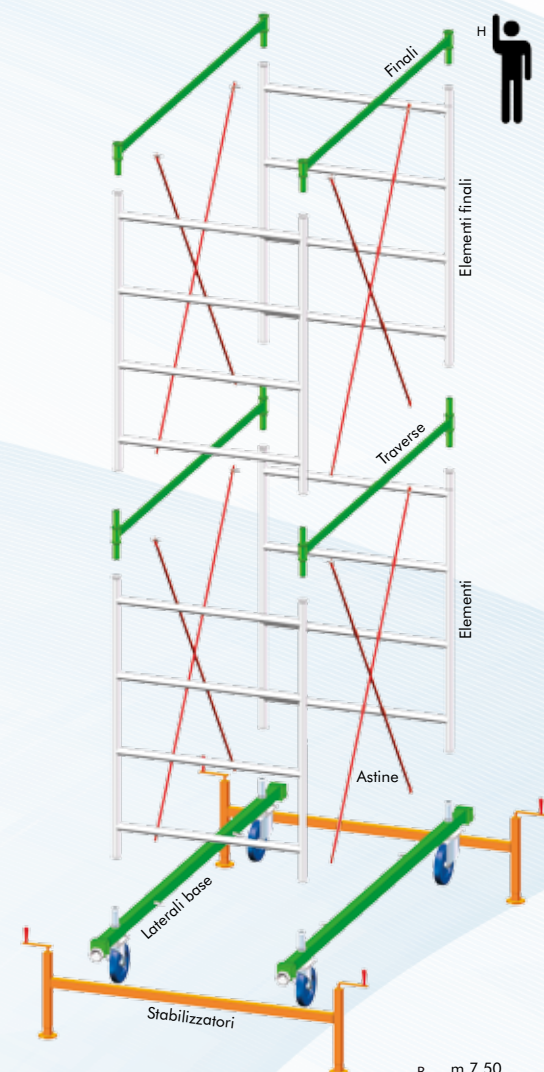 H
Finali
Elementi finali
Traverse
Elementi
Astine
Laterali base
Stabilizzatori
P m 7,50